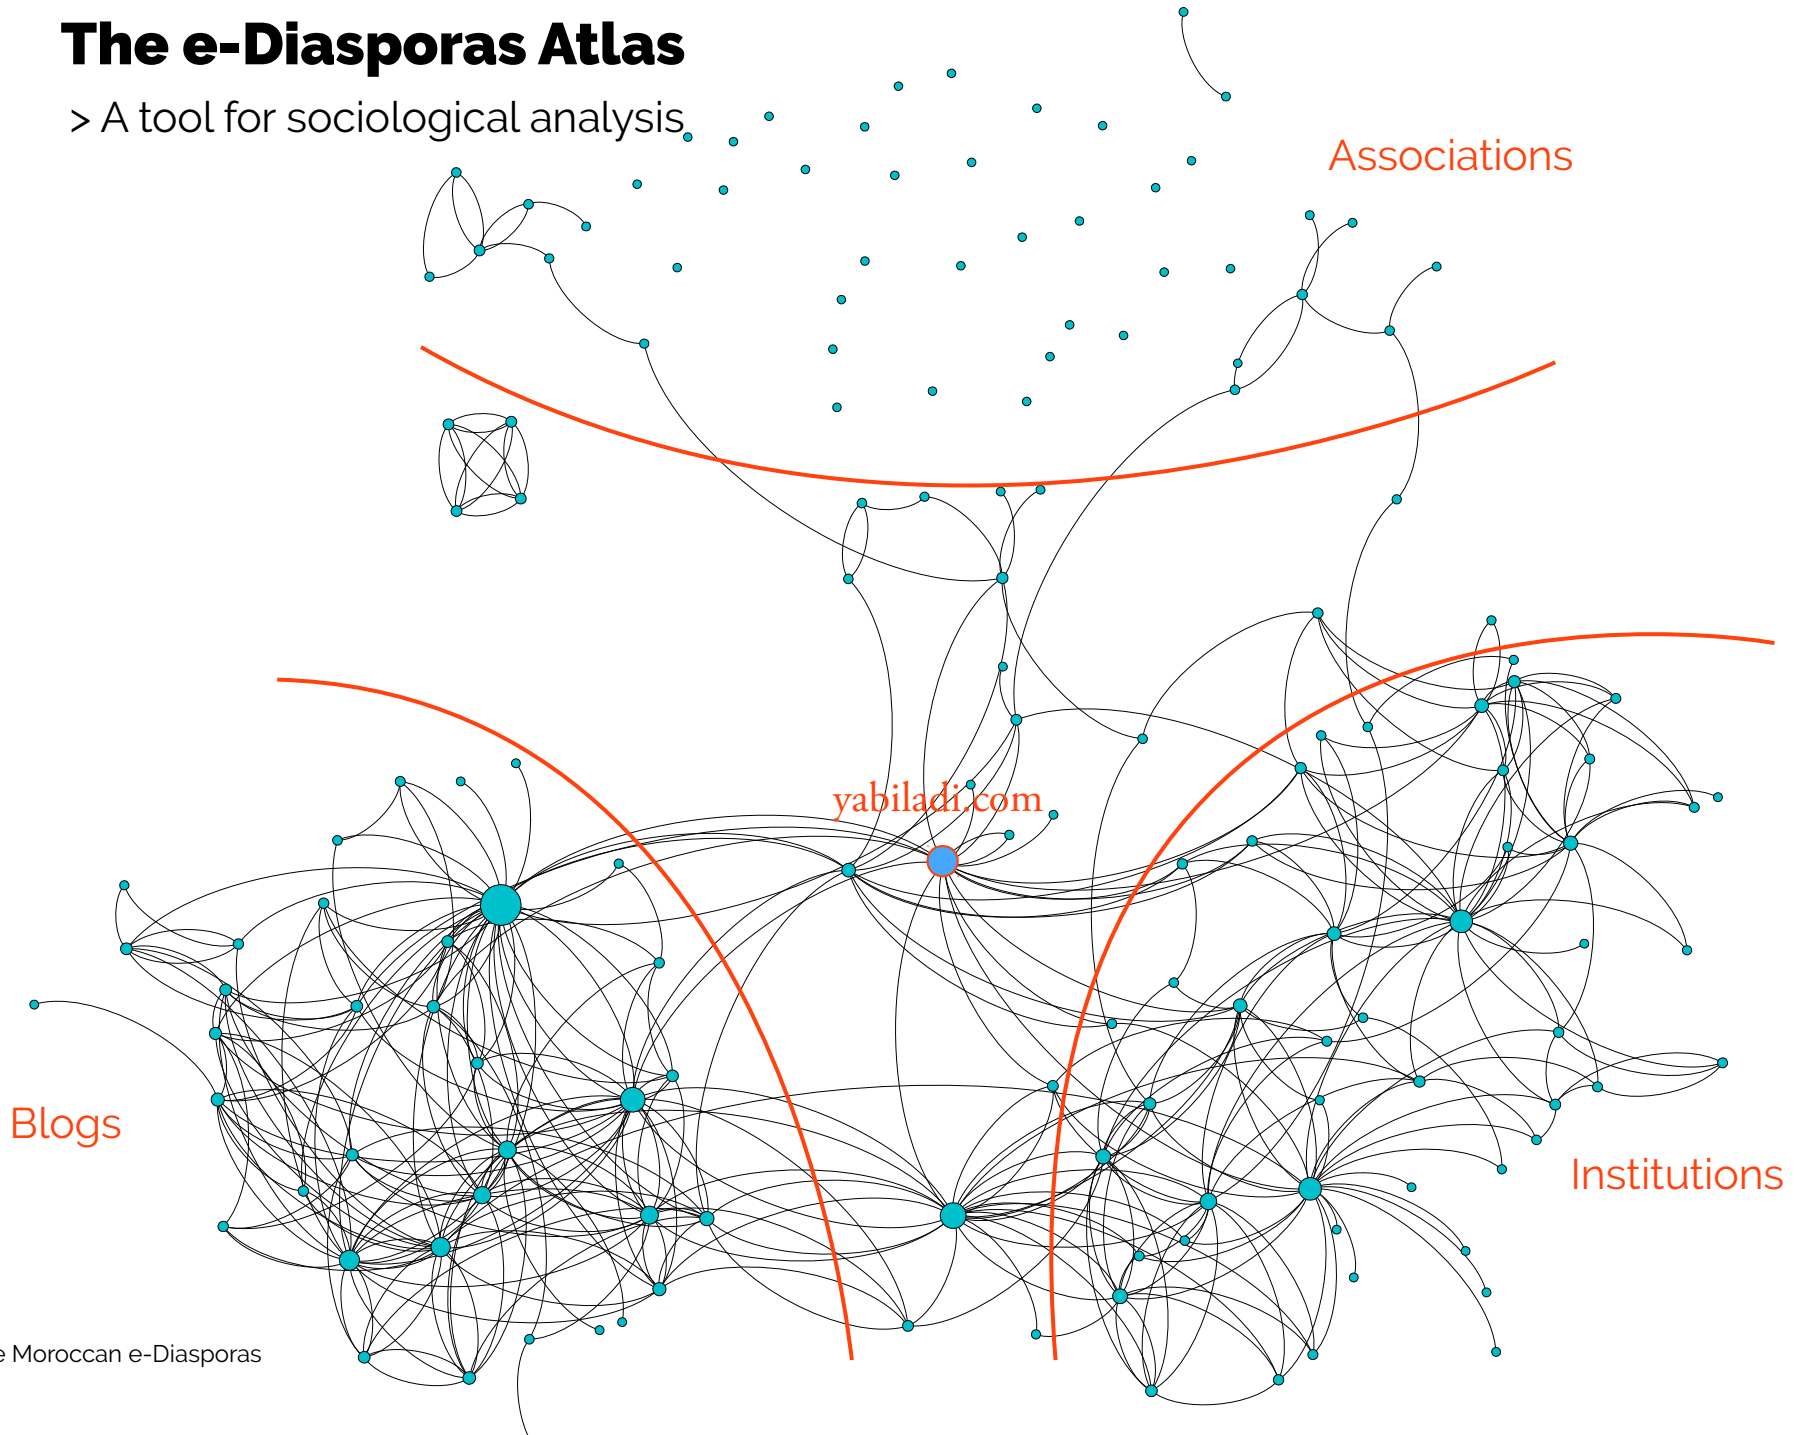 The e-Diasporas Atlas
> A tool for sociological analysis
Associations
yabiladi.com
Blogs
Institutions
e Moroccan e-Diasporas